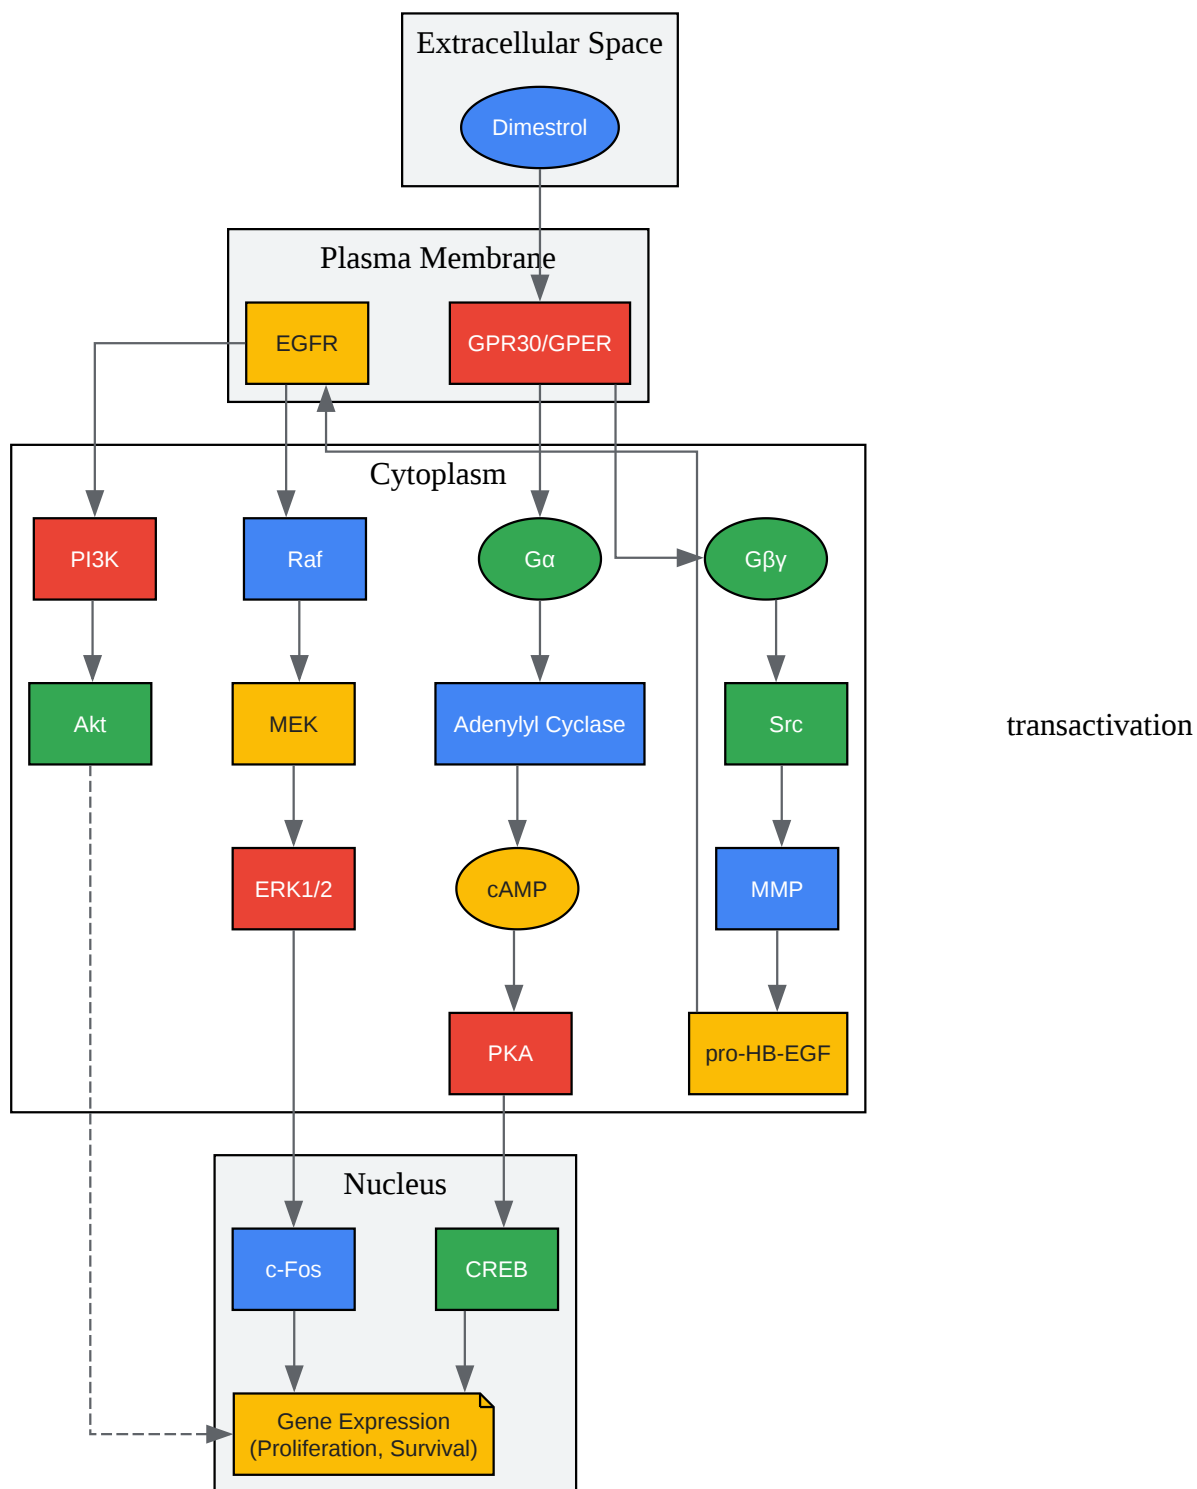 Extracellular Space
Dimestrol
Plasma Membrane
EGFR
GPR30/GPER
Cytoplasm
PI3K
Raf
Gα
Gβγ
Akt
MEK
Adenylyl Cyclase
Src
transactivation
ERK1/2
cAMP
MMP
PKA
pro-HB-EGF
Nucleus
c-Fos
CREB
Gene Expression
(Proliferation, Survival)